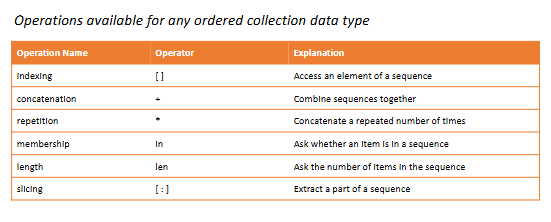 Operations available for any ordered collection data type
Operation Name Operator Explanation
indexing [ ] Access an element of a sequence
concatenation + Combine sequences together
repetition * Concatenate a repeated number of times
membership in Ask whether an item is in a sequence
length len Ask the number of items in the sequence
slicing [ : ] Extract a part of a sequence